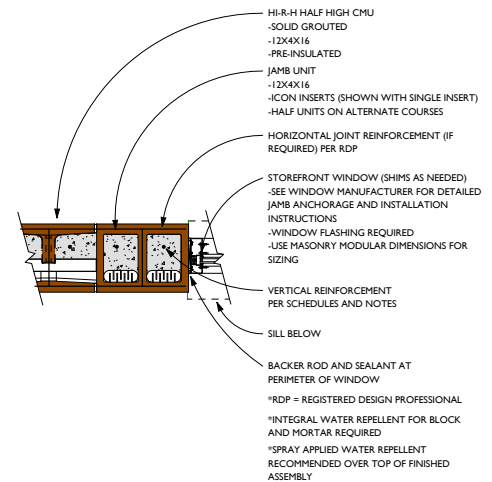 HI-R-H HALF HIGH CMU
-SOLID GROUTED
-12X4X16
-PRE-INSULATED
JAMB UNIT
-12X4X16
-ICON INSERTS (SHOWN WITH SINGLE INSERT)
-HALF UNITS ON ALTERNATE COURSES
HORIZONTAL JOINT REINFORCEMENT (IF
REQUIRED) PER RDP
STOREFRONT WINDOW (SHIMS AS NEEDED)
-SEE WINDOW MANUFACTURER FOR DETAILED
JAMB ANCHORAGE AND INSTALLATION
INSTRUCTIONS
-WINDOW FLASHING REQUIRED
-USE MASONRY MODULAR DIMENSIONS FOR
SIZING
VERTICAL REINFORCEMENT
PER SCHEDULES AND NOTES
SILL BELOW
BACKER ROD AND SEALANT AT
PERIMETER OF WINDOW
*RDP = REGISTERED DESIGN PROFESSIONAL
*INTEGRAL WATER REPELLENT FOR BLOCK
AND MORTAR REQUIRED
*SPRAY APPLIED WATER REPELLENT
RECOMMENDED OVER TOP OF FINISHED
ASSEMBLY